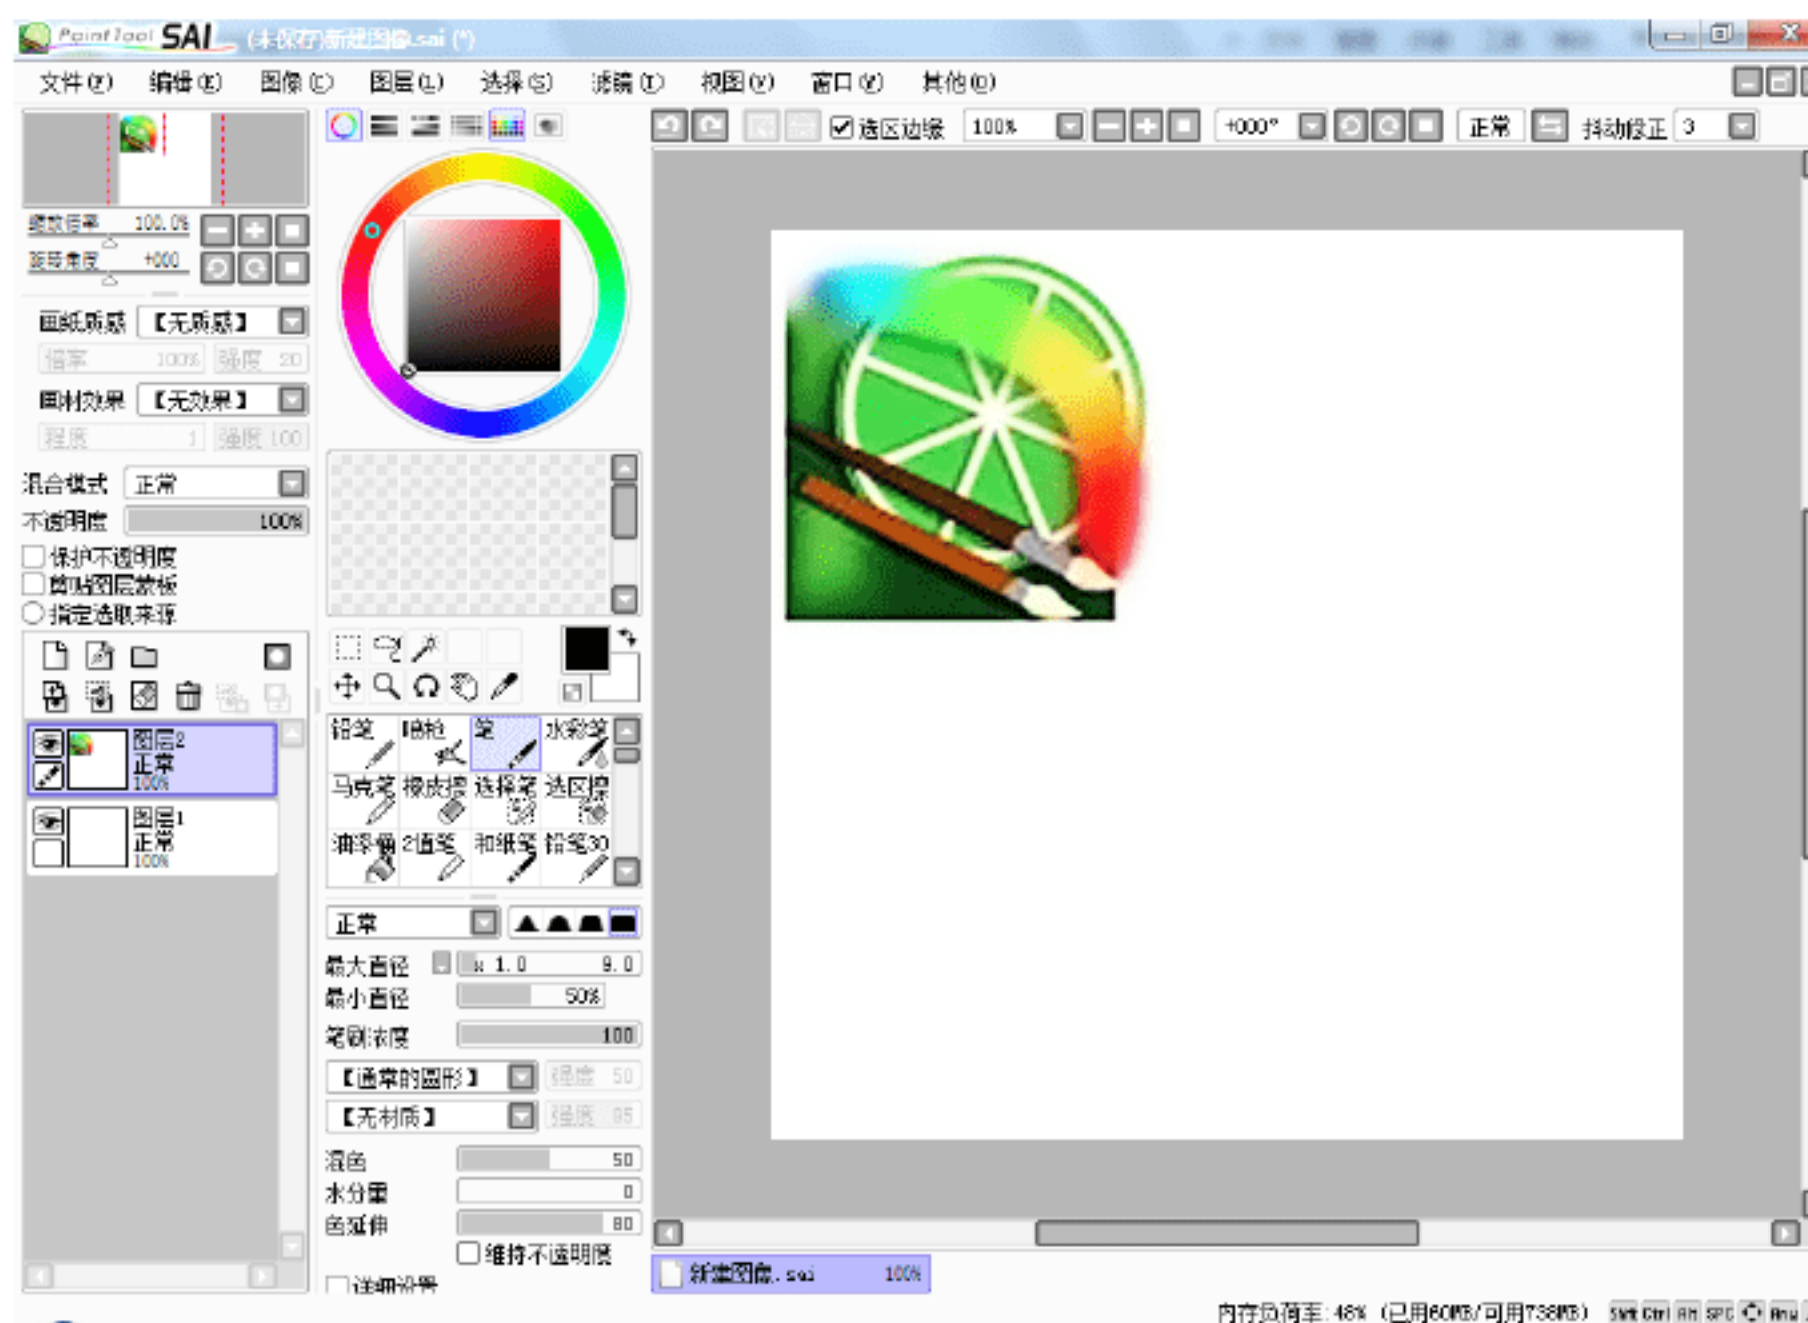 PaintTool SAI (未保存)新建图像.sai (*)
文件(F) 编辑(E) 图像(C) 图层(L) 选择(S) 滤镜(T) 视图(V) 窗口(W) 其他(O)
选区边缘 100% +000° 正常 抖动修正 3
缩放倍率 100.0%
旋转角度 +000
画纸质感 【无质感】
倍率 100% 强度 20
画材效果 【无效果】
程度 1 强度 100
混合模式 正常
不透明度 100%
保护不透明度
剪贴图层蒙板
指定选取来源
图层2
正常
100%
图层1
正常
100%
铅笔 喷枪 笔 水彩笔
马克笔 橡皮擦 选择笔 选区擦
油漆桶 2值笔 和纸笔 铅笔30
正常
最大直径 x 1.0 9.0
最小直径 50%
笔刷浓度 100
【通常的圆形】 强度 50
【无材质】 强度 95
混色 50
水分量 0
色延伸 80
维持不透明度
详细设置
新建图像.sai 100%
内存负荷率: 48% (已用60MB/可用738MB) Shft Ctrl Alt SPC Any